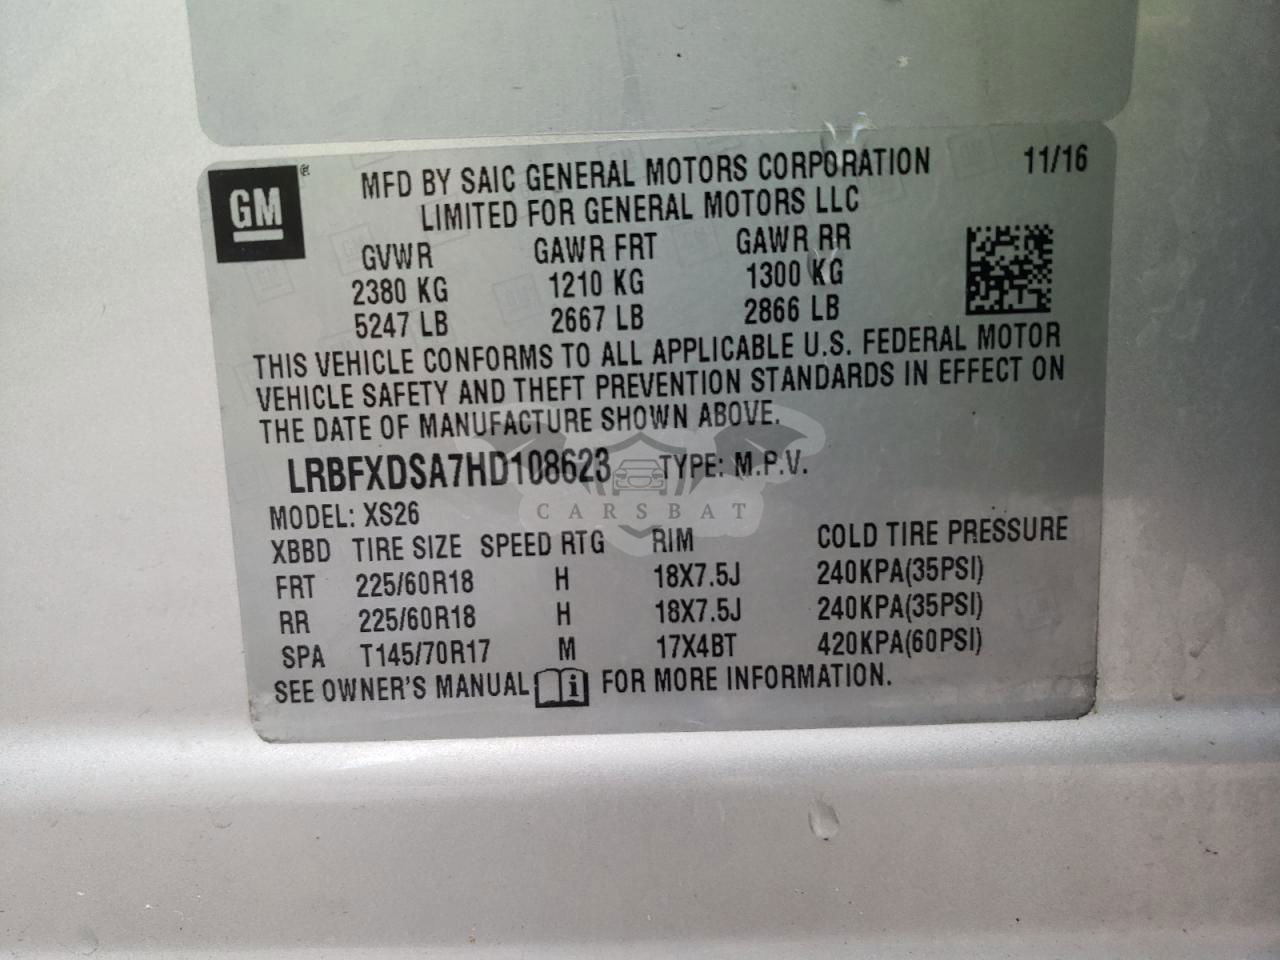 GM ®
MFD BY SAIC GENERAL MOTORS CORPORATION 11/16
LIMITED FOR GENERAL MOTORS LLC
GVWR GAWR FRT GAWR RR
2380 KG 1210 KG 1300 KG
5247 LB 2667 LB 2866 LB
THIS VEHICLE CONFORMS TO ALL APPLICABLE U.S. FEDERAL MOTOR
VEHICLE SAFETY AND THEFT PREVENTION STANDARDS IN EFFECT ON
THE DATE OF MANUFACTURE SHOWN ABOVE.
LRBFXDSA7HD108623 TYPE: M.P.V.
CARSBAT
MODEL: XS26
XBBD TIRE SIZE SPEED RTG RIM COLD TIRE PRESSURE
FRT 225/60R18 H 18X7.5J 240KPA(35PSI)
RR 225/60R18 H 18X7.5J 240KPA(35PSI)
SPA T145/70R17 M 17X4BT 420KPA(60PSI)
SEE OWNER'S MANUAL i FOR MORE INFORMATION.